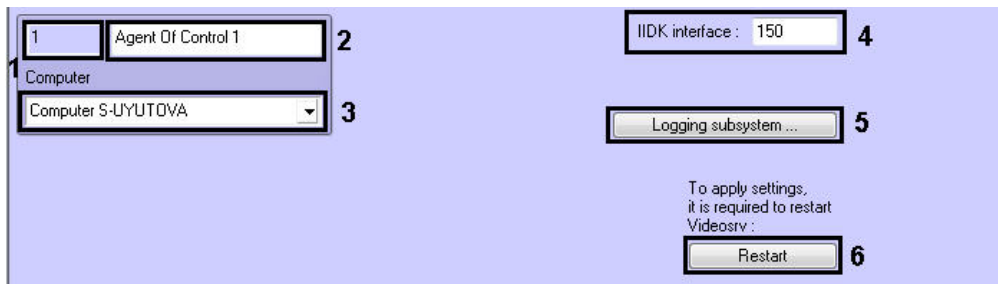 1
Agent Of Control 1
2
1
Computer
Computer S-UYUTOVA
3
IIDK interface :
150
4
Logging subsystem ...
5
To apply settings,
it is required to restart
Videosrv :
Restart
6